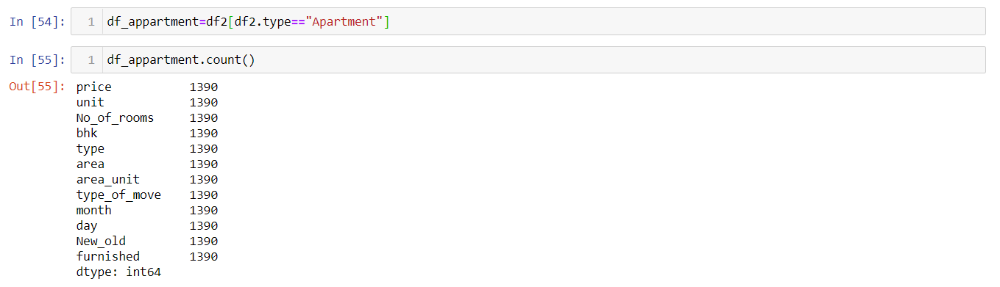 In [54]: 1 df_appartment=df2[df2.type=="Apartment"]
In [55]: 1 df_appartment.count()
Out[55]: price 1390
unit 1390
No_of_rooms 1390
bhk 1390
type 1390
area 1390
area_unit 1390
type_of_move 1390
month 1390
day 1390
New_old 1390
furnished 1390
dtype: int64